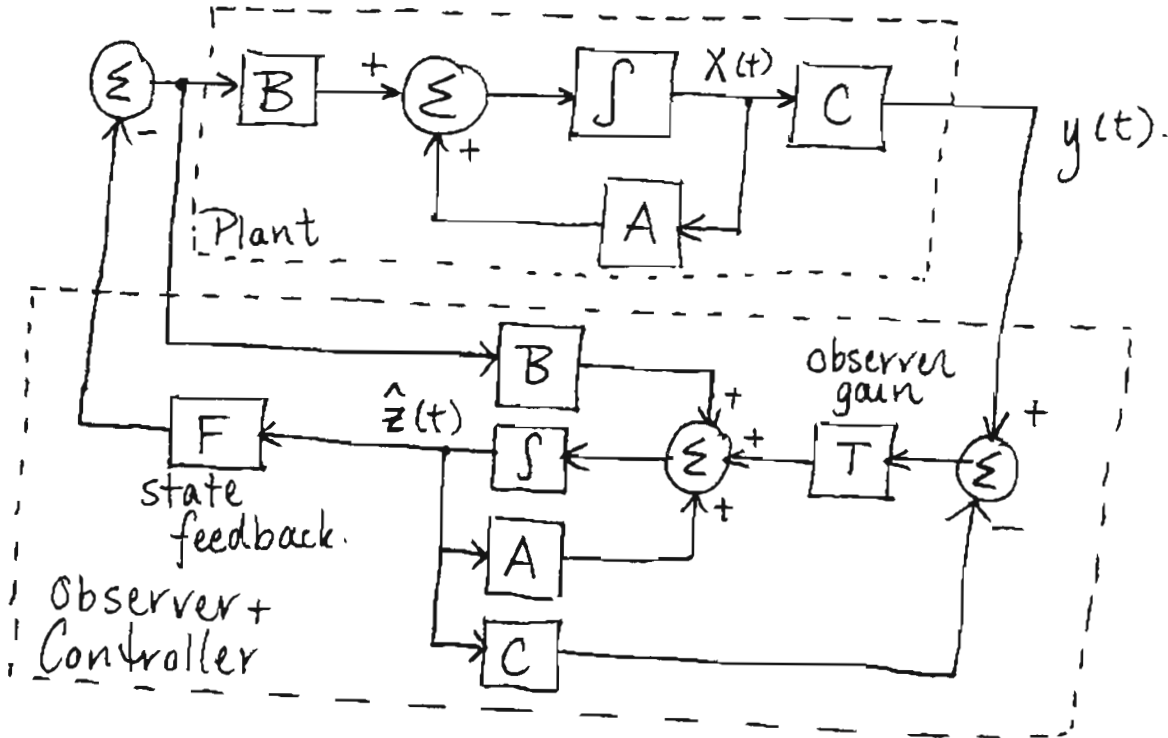 Σ
-
B
+
Σ
+
∫
X(t)
C
y(t).
A
Plant
B
observer
gain
ẑ(t)
+
+
F
∫
Σ
+
T
Σ
+
-
state
feedback.
A
C
Observer +
Controller